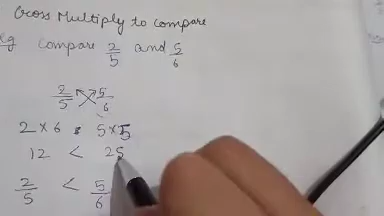 Cross Multiply to compare
Eg compare 2/5 and 5/6
2/5 5/6
2 × 6 5 × 5
12 < 25
2/5 < 5/6